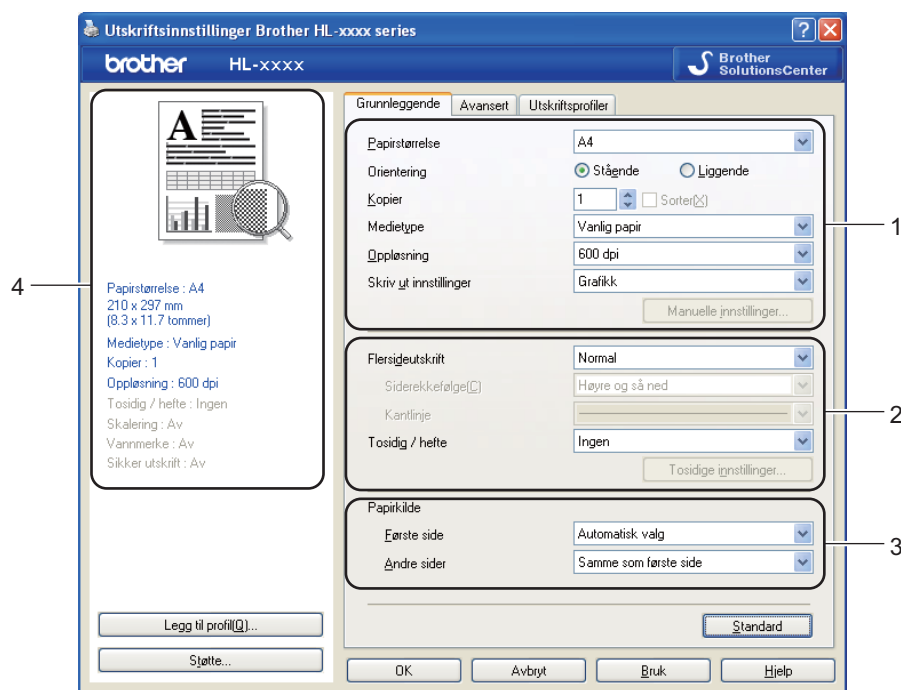 Utskriftsinnstillinger Brother HL-xxxx series
brother HL-xxxx
Brother
SolutionsCenter
A
Papirstørrelse : A4
210 x 297 mm
(8.3 x 11.7 tommer)
Medietype : Vanlig papir
Kopier : 1
Oppløsning : 600 dpi
Tosidig / hefte : Ingen
Skalering : Av
Vannmerke : Av
Sikker utskrift : Av
4
Legg til profil(Q)...
Støtte...
Grunnleggende Avansert Utskriftsprofiler
Papirstørrelse A4
Orientering Stående Liggende
Kopier 1 Sorter(X)
Medietype Vanlig papir
Oppløsning 600 dpi
Skriv ut innstillinger Grafikk
Manuelle innstillinger...
1
Flersideutskrift Normal
Siderekkefølge(C) Høyre og så ned
Kantlinje
Tosidig / hefte Ingen
Tosidige innstillinger...
2
Papirkilde
Første side Automatisk valg
Andre sider Samme som første side
3
Standard
OK Avbryt Bruk Hjelp